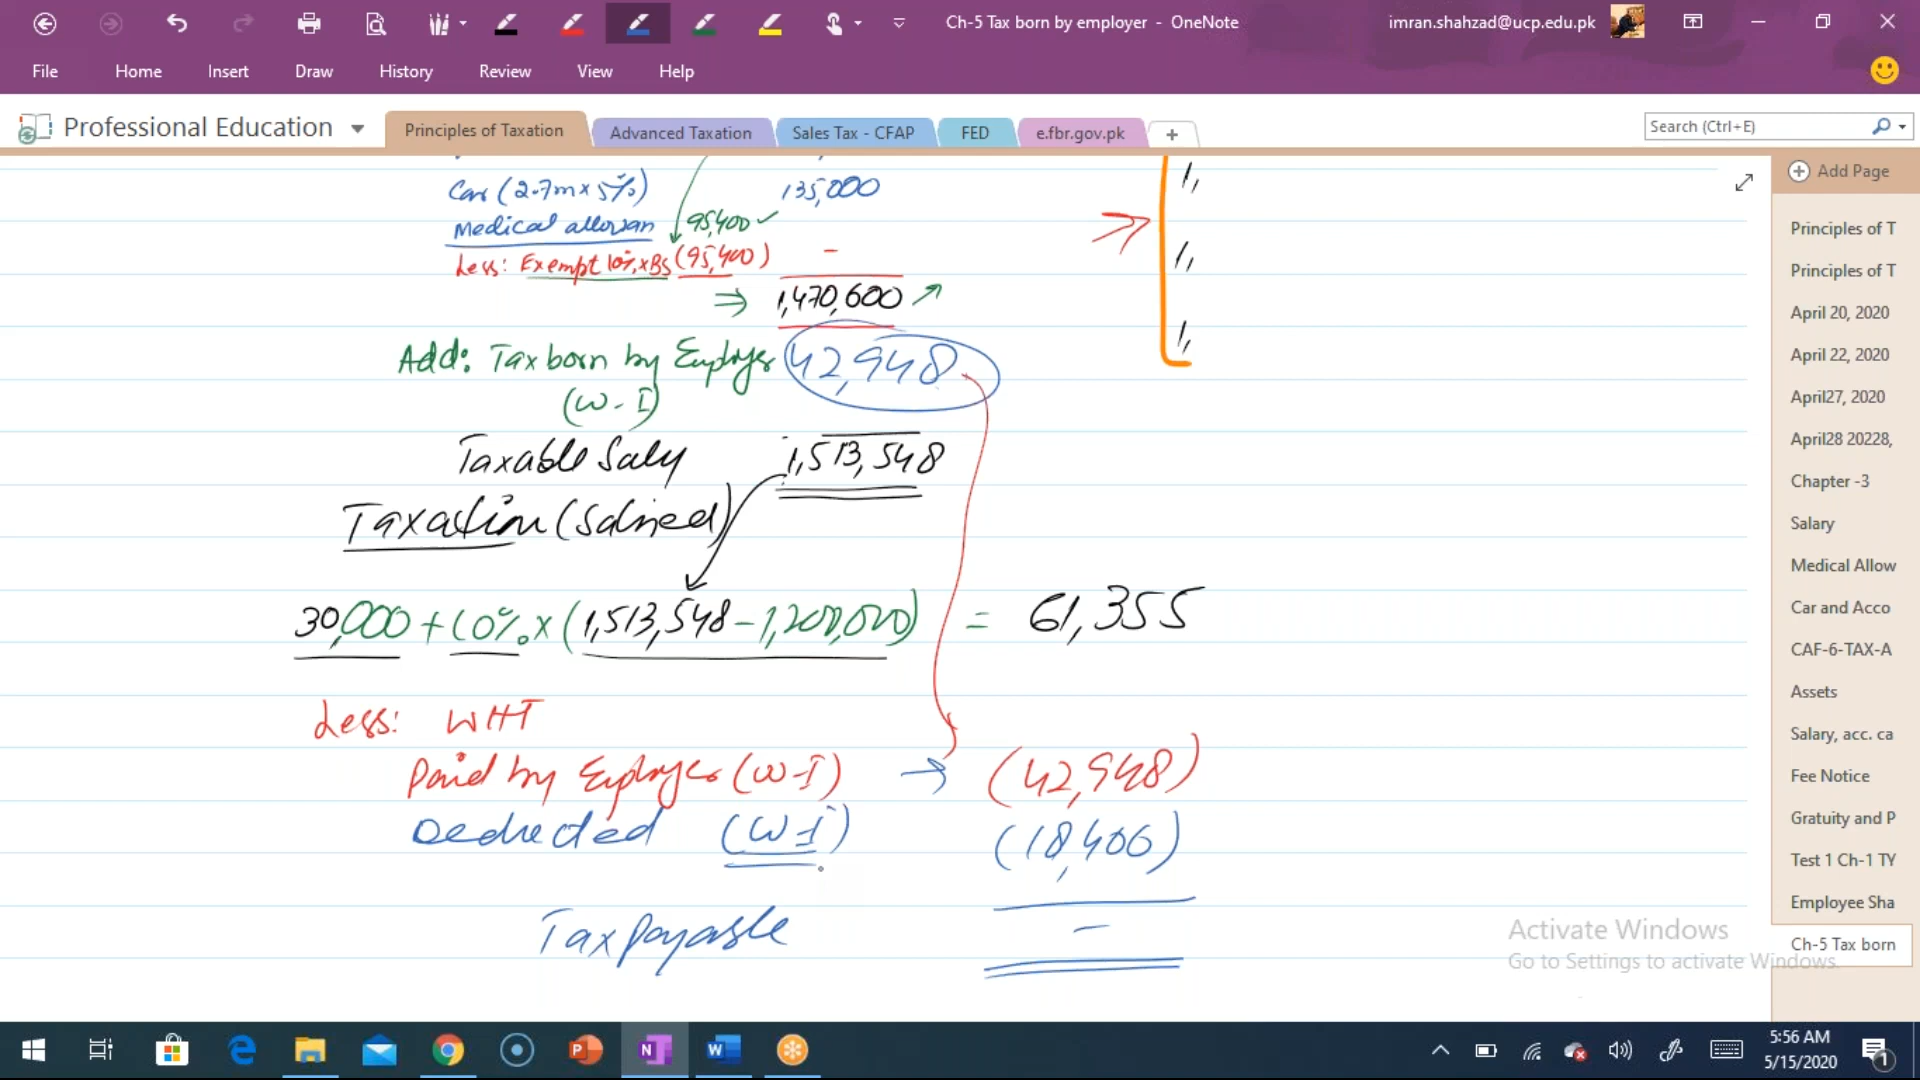 Ch-5 Tax born by employer - OneNote
imran.shahzad@ucp.edu.pk
File Home Insert Draw History Review View Help
Professional Education
Principles of Taxation
Advanced Taxation
Sales Tax - CFAP
FED
e.fbr.gov.pk
Search (Ctrl+E)
Car (2.7m x 5%) 135,000
Medical allowan 95,400 ✓
Less: Exempt 10% x BS (95,400) -
⇒ 1,470,600
Add: Tax born by Employer 42,948
(W-I)
Taxable Salry 1,513,548
Taxation (Salried)
30,000 + 10% x (1,513,548 - 1,200,000) = 61,355
Less: WHT
Paid by Employer (W-I) → (42,948)
Deducted (W-I) (18,406)
Tax payable -
Add Page
Principles of T
Principles of T
April 20, 2020
April 22, 2020
April27, 2020
April28 20228,
Chapter -3
Salary
Medical Allow
Car and Acco
CAF-6-TAX-A
Assets
Salary, acc. ca
Fee Notice
Gratuity and P
Test 1 Ch-1 TY
Employee Sha
Ch-5 Tax born
Activate Windows
Go to Settings to activate Windows.
5:56 AM
5/15/2020
1